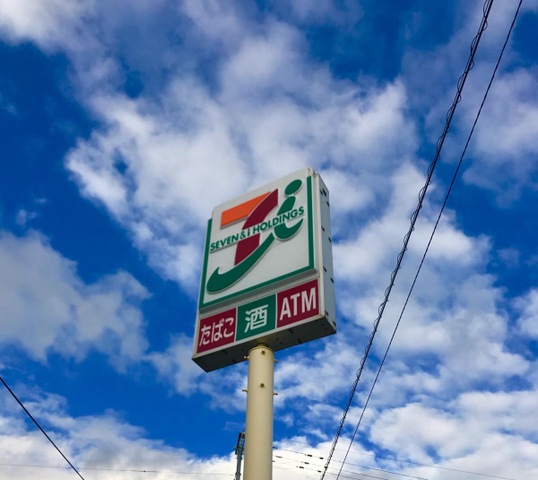 SEVEN & i HOLDINGS
たばこ 酒 ATM